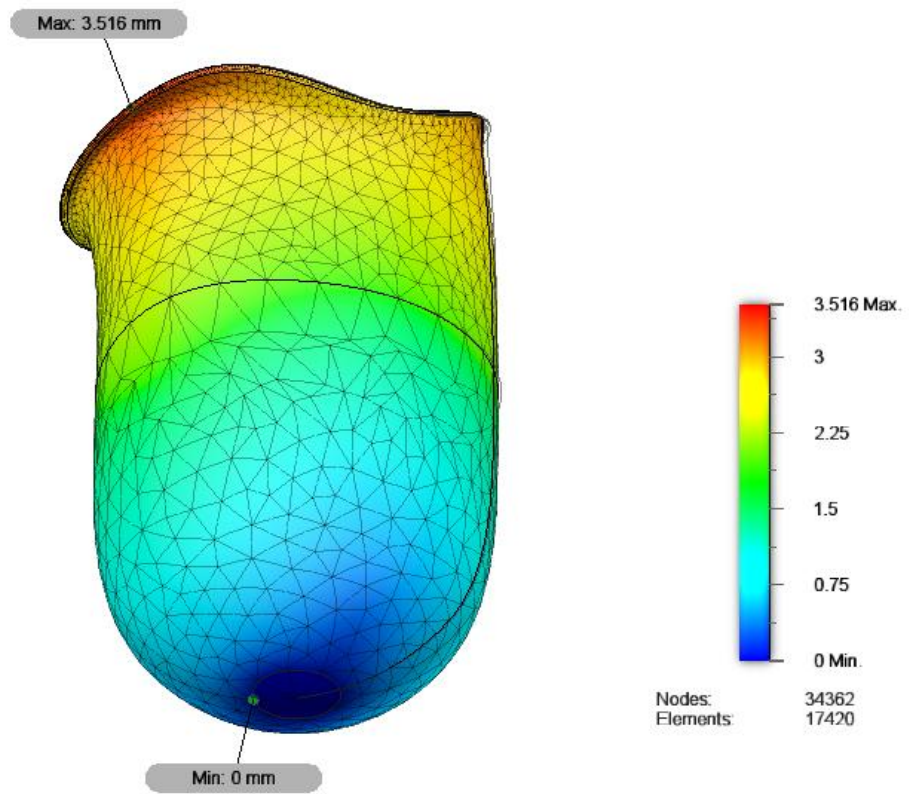 Max: 3.516 mm
3.516 Max.
3
2.25
1.5
0.75
0 Min.
Nodes: 34362
Elements: 17420
Min: 0 mm